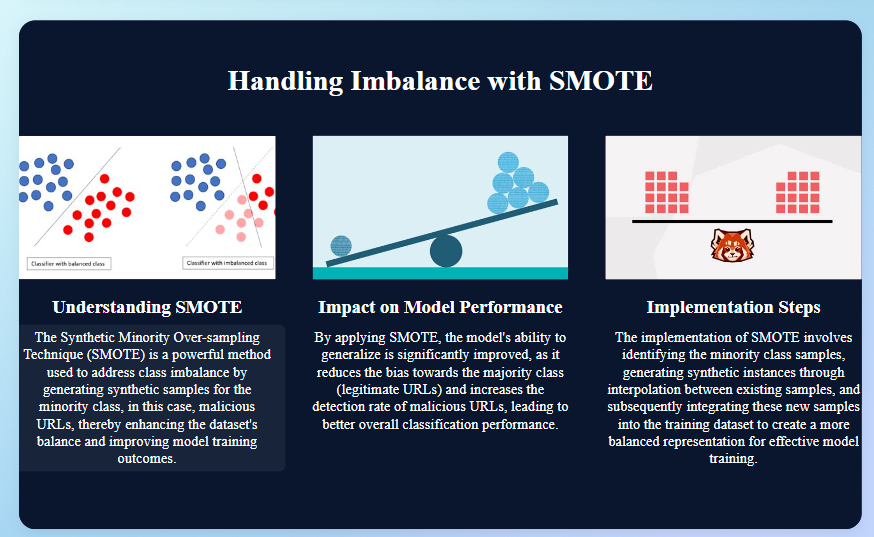 Handling Imbalance with SMOTE
Classifier with balanced class
Classifier with imbalanced class
Understanding SMOTE
The Synthetic Minority Over-sampling
Technique (SMOTE) is a powerful method
used to address class imbalance by
generating synthetic samples for the
minority class, in this case, malicious
URLs, thereby enhancing the dataset's
balance and improving model training
outcomes.
Impact on Model Performance
By applying SMOTE, the model's ability to
generalize is significantly improved, as it
reduces the bias towards the majority class
(legitimate URLs) and increases the
detection rate of malicious URLs, leading to
better overall classification performance.
Implementation Steps
The implementation of SMOTE involves
identifying the minority class samples,
generating synthetic instances through
interpolation between existing samples, and
subsequently integrating these new samples
into the training dataset to create a more
balanced representation for effective model
training.